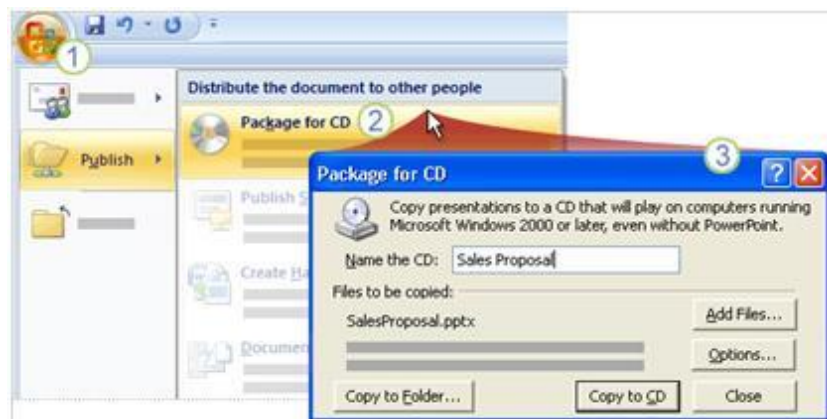 1
Distribute the document to other people
Package for CD
2
Publish
3
Package for CD
Copy presentations to a CD that will play on computers running
Microsoft Windows 2000 or later, even without PowerPoint.
Name the CD: Sales Proposal
Files to be copied:
SalesProposal.pptx
Add Files...
Options...
Copy to Folder...
Copy to CD
Close
Publish
Create